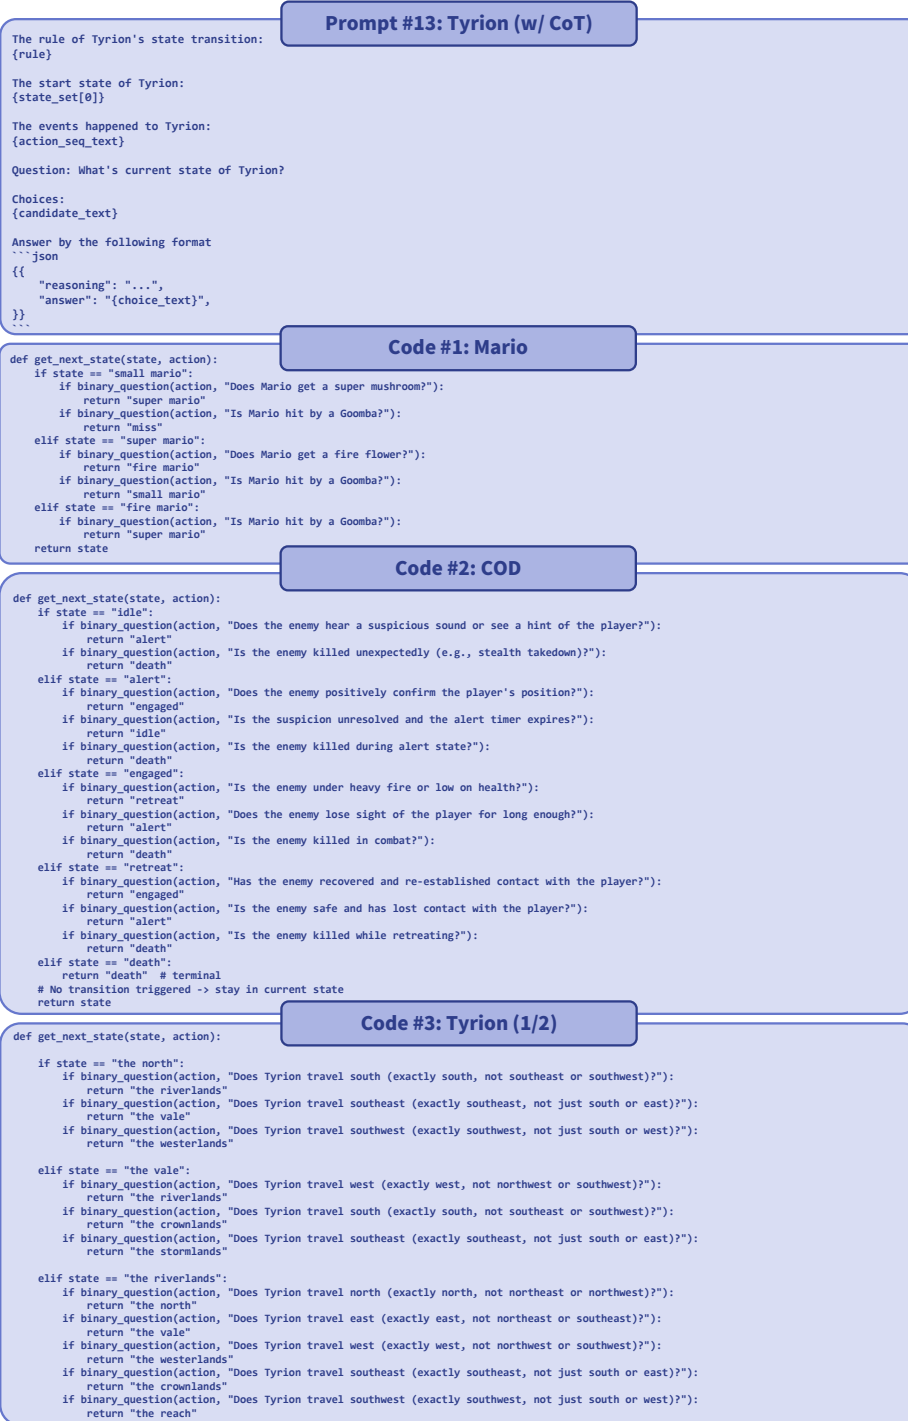 Prompt #13: Tyrion (w/ CoT)
The rule of Tyrion's state transition:
{rule}

The start state of Tyrion:
{state_set[0]}

The events happened to Tyrion:
{action_seq_text}

Question: What's current state of Tyrion?

Choices:
{candidate_text}

Answer by the following format
```json
{{
    "reasoning": "...",
    "answer": "{choice_text}",
}}
```
Code #1: Mario
def get_next_state(state, action):
    if state == "small mario":
        if binary_question(action, "Does Mario get a super mushroom?"):
            return "super mario"
        if binary_question(action, "Is Mario hit by a Goomba?"):
            return "miss"
    elif state == "super mario":
        if binary_question(action, "Does Mario get a fire flower?"):
            return "fire mario"
        if binary_question(action, "Is Mario hit by a Goomba?"):
            return "small mario"
    elif state == "fire mario":
        if binary_question(action, "Is Mario hit by a Goomba?"):
            return "super mario"
    return state
Code #2: COD
def get_next_state(state, action):
    if state == "idle":
        if binary_question(action, "Does the enemy hear a suspicious sound or see a hint of the player?"):
            return "alert"
        if binary_question(action, "Is the enemy killed unexpectedly (e.g., stealth takedown)?"):
            return "death"
    elif state == "alert":
        if binary_question(action, "Does the enemy positively confirm the player's position?"):
            return "engaged"
        if binary_question(action, "Is the suspicion unresolved and the alert timer expires?"):
            return "idle"
        if binary_question(action, "Is the enemy killed during alert state?"):
            return "death"
    elif state == "engaged":
        if binary_question(action, "Is the enemy under heavy fire or low on health?"):
            return "retreat"
        if binary_question(action, "Does the enemy lose sight of the player for long enough?"):
            return "alert"
        if binary_question(action, "Is the enemy killed in combat?"):
            return "death"
    elif state == "retreat":
        if binary_question(action, "Has the enemy recovered and re-established contact with the player?"):
            return "engaged"
        if binary_question(action, "Is the enemy safe and has lost contact with the player?"):
            return "alert"
        if binary_question(action, "Is the enemy killed while retreating?"):
            return "death"
    elif state == "death":
        return "death"  # terminal
    # No transition triggered -> stay in current state
    return state
Code #3: Tyrion (1/2)
def get_next_state(state, action):

    if state == "the north":
        if binary_question(action, "Does Tyrion travel south (exactly south, not southeast or southwest)?"):
            return "the riverlands"
        if binary_question(action, "Does Tyrion travel southeast (exactly southeast, not just south or east)?"):
            return "the vale"
        if binary_question(action, "Does Tyrion travel southwest (exactly southwest, not just south or west)?"):
            return "the westerlands"

    elif state == "the vale":
        if binary_question(action, "Does Tyrion travel west (exactly west, not northwest or southwest)?"):
            return "the riverlands"
        if binary_question(action, "Does Tyrion travel south (exactly south, not southeast or southwest)?"):
            return "the crownlands"
        if binary_question(action, "Does Tyrion travel southeast (exactly southeast, not just south or east)?"):
            return "the stormlands"

    elif state == "the riverlands":
        if binary_question(action, "Does Tyrion travel north (exactly north, not northeast or northwest)?"):
            return "the north"
        if binary_question(action, "Does Tyrion travel east (exactly east, not northeast or southeast)?"):
            return "the vale"
        if binary_question(action, "Does Tyrion travel west (exactly west, not northwest or southwest)?"):
            return "the westerlands"
        if binary_question(action, "Does Tyrion travel southeast (exactly southeast, not just south or east)?"):
            return "the crownlands"
        if binary_question(action, "Does Tyrion travel southwest (exactly southwest, not just south or west)?"):
            return "the reach"